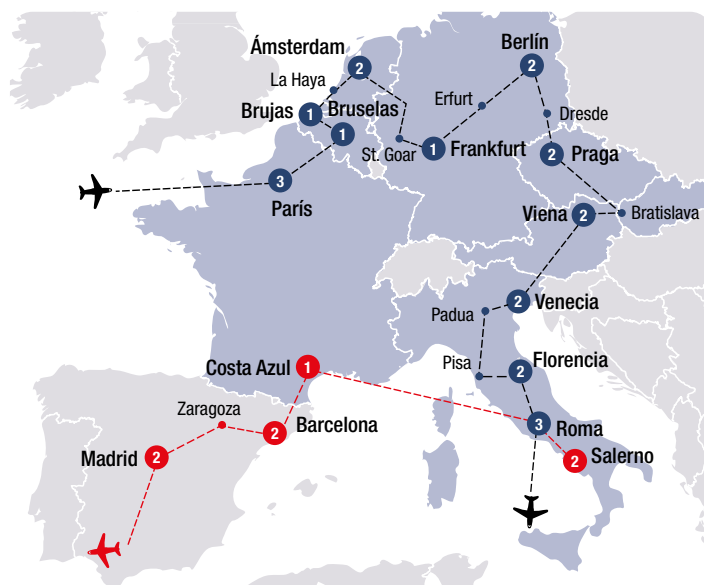 Ámsterdam
2
La Haya
Berlín
2
Erfurt
Brujas
1
Bruselas
1
Dresde
St. Goar
1
Frankfurt
2
Praga
3
París
Viena
2
Bratislava
2
Venecia
Padua
Costa Azul
1
Pisa
2
Florencia
Zaragoza
2
Barcelona
3
Roma
Madrid
2
2
Salerno